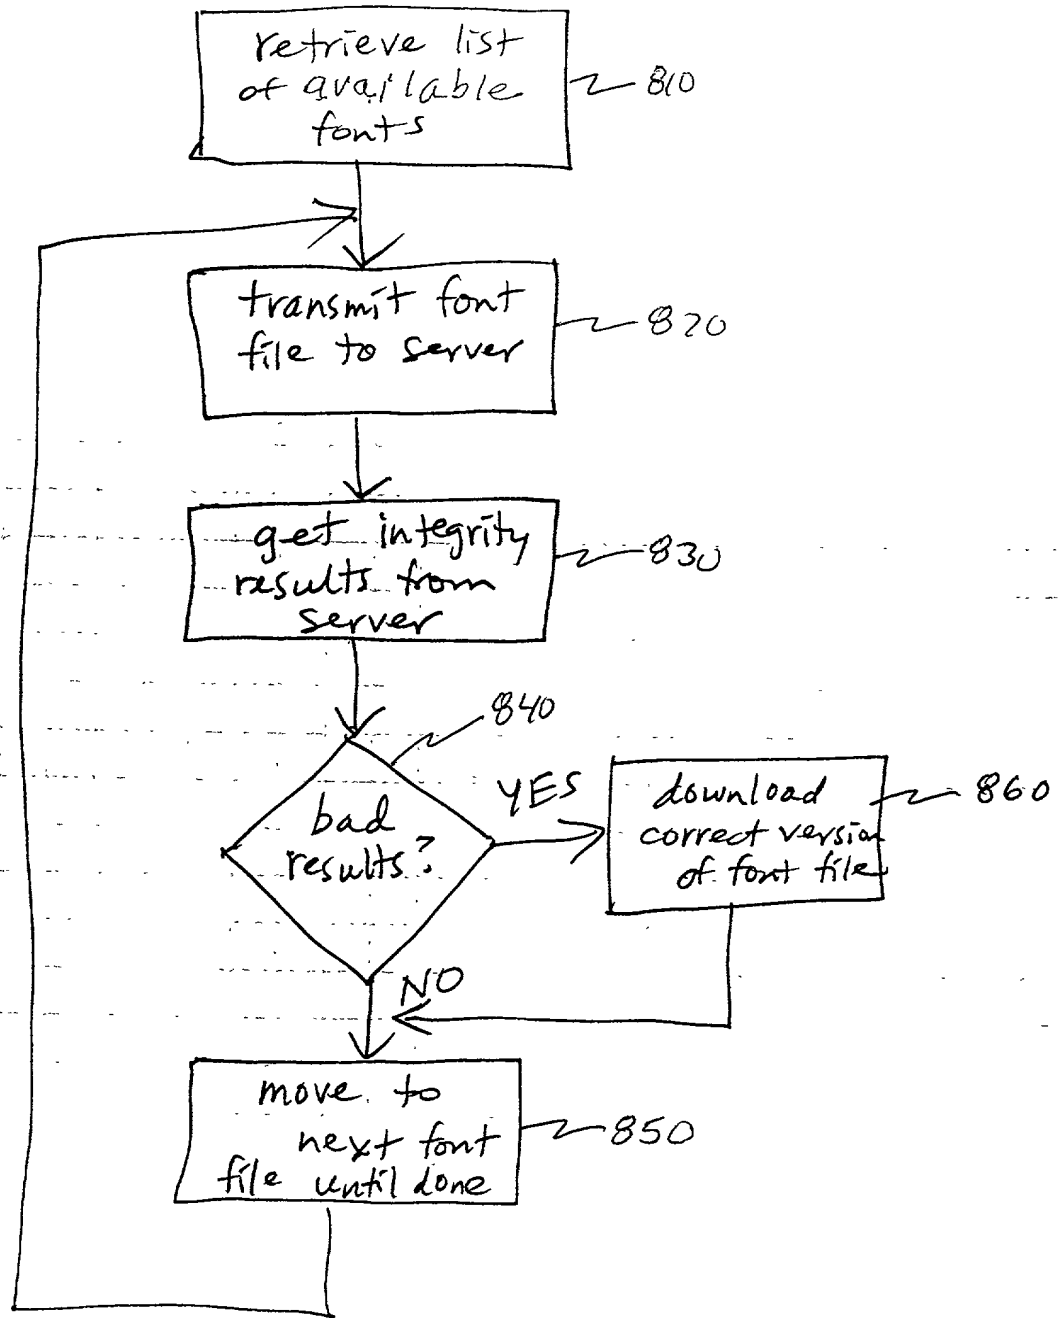 retrieve list
of available
fonts
810
transmit font
file to server
820
get integrity
results from
server
830
840
bad
results?
YES
download
correct version
of font file
860
NO
move to
next font
file until done
850